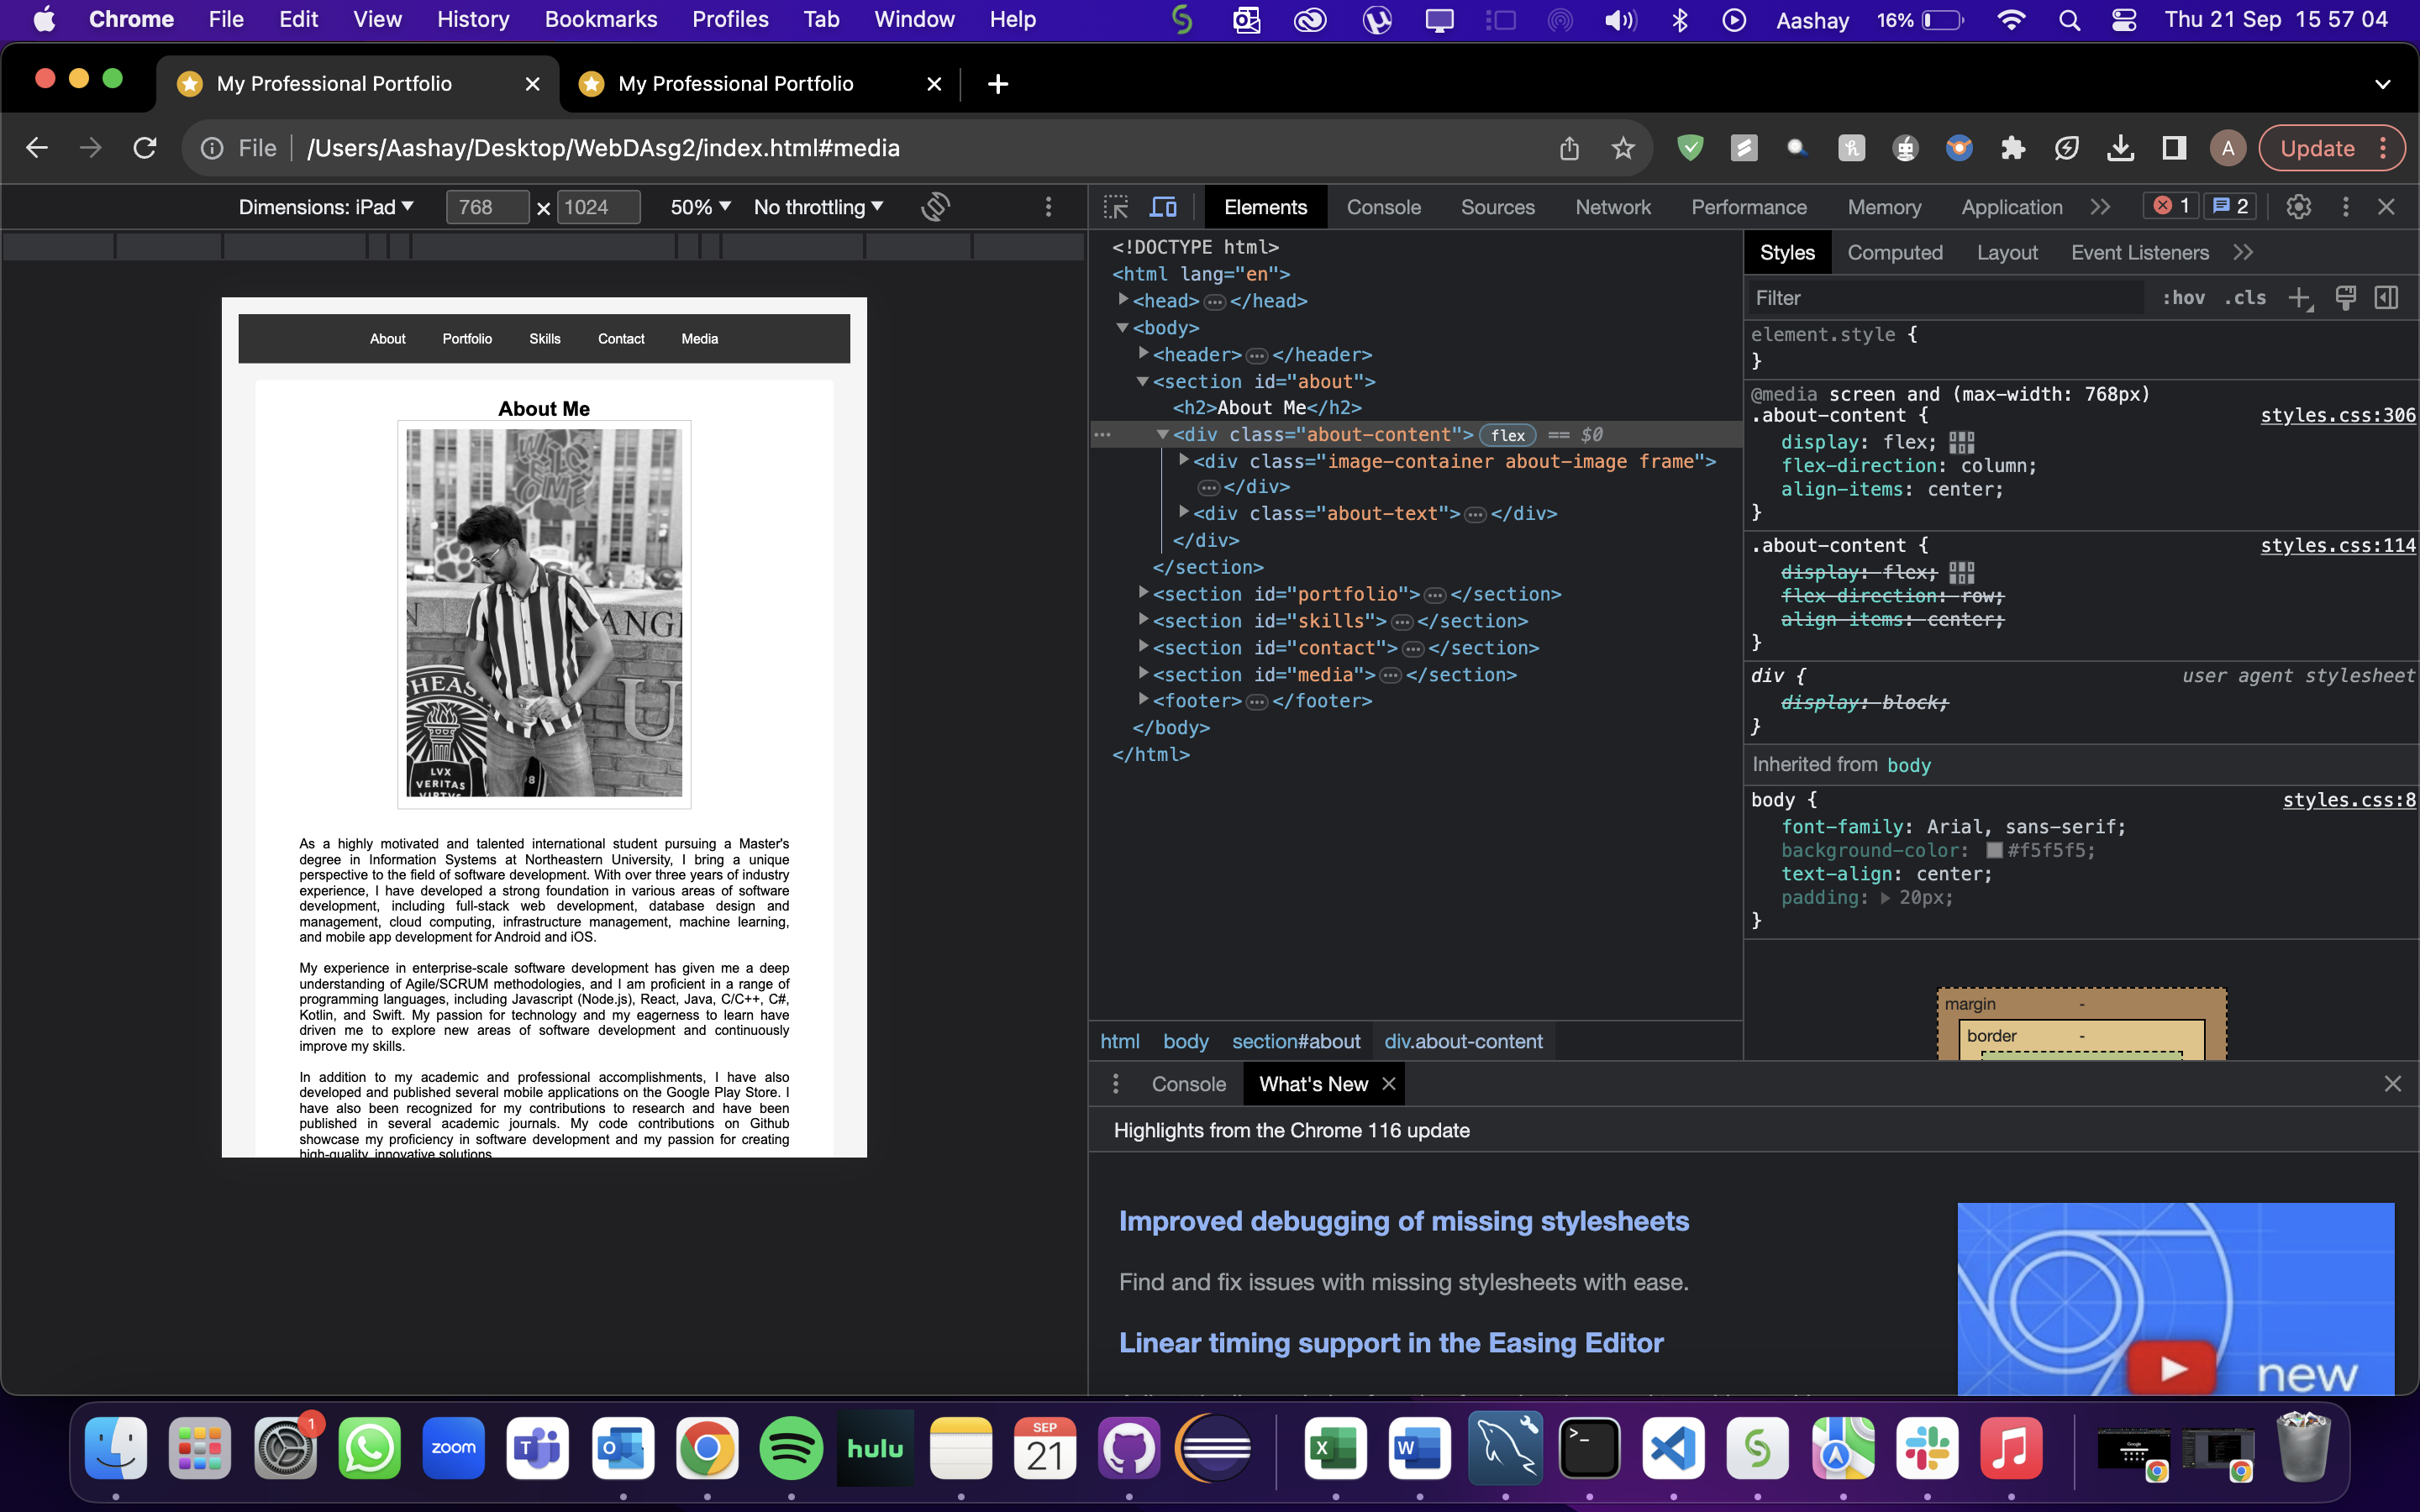 Chrome File Edit View History Bookmarks Profiles Tab Window Help Aashay 16% Thu 21 Sep 15 57 04
My Professional Portfolio My Professional Portfolio
File /Users/Aashay/Desktop/WebDAsg2/index.html#media A Update
Dimensions: iPad 768 × 1024 50% No throttling
Elements Console Sources Network Performance Memory Application 1 2
About Portfolio Skills Contact Media
About Me
WELCOME
ANGI
U
HEAS
LVX
VERITAS
VIRTVS
98
As a highly motivated and talented international student pursuing a Master's
degree in Information Systems at Northeastern University, I bring a unique
perspective to the field of software development. With over three years of industry
experience, I have developed a strong foundation in various areas of software
development, including full-stack web development, database design and
management, cloud computing, infrastructure management, machine learning,
and mobile app development for Android and iOS.
My experience in enterprise-scale software development has given me a deep
understanding of Agile/SCRUM methodologies, and I am proficient in a range of
programming languages, including Javascript (Node.js), React, Java, C/C++, C#,
Kotlin, and Swift. My passion for technology and my eagerness to learn have
driven me to explore new areas of software development and continuously
improve my skills.
In addition to my academic and professional accomplishments, I have also
developed and published several mobile applications on the Google Play Store. I
have also been recognized for my contributions to research and have been
published in several academic journals. My code contributions on Github
showcase my proficiency in software development and my passion for creating
high-quality, innovative solutions.
<!DOCTYPE html>
<html lang="en">
<head> … </head>
<body>
<header> … </header>
<section id="about">
<h2>About Me</h2>
<div class="about-content"> flex == $0
<div class="image-container about-image frame">
… </div>
<div class="about-text"> … </div>
</div>
</section>
<section id="portfolio"> … </section>
<section id="skills"> … </section>
<section id="contact"> … </section>
<section id="media"> … </section>
<footer> … </footer>
</body>
</html>
html body section#about div.about-content
Styles Computed Layout Event Listeners
Filter :hov .cls
element.style {
}
@media screen and (max-width: 768px)
.about-content { styles.css:306
display: flex;
flex-direction: column;
align-items: center;
}
.about-content { styles.css:114
display: flex;
flex-direction: row;
align-items: center;
}
div { user agent stylesheet
display: block;
}
Inherited from body
body { styles.css:8
font-family: Arial, sans-serif;
background-color: #f5f5f5;
text-align: center;
padding: 20px;
}
margin -
border -
Console What's New
Highlights from the Chrome 116 update
Improved debugging of missing stylesheets
Find and fix issues with missing stylesheets with ease.
Linear timing support in the Easing Editor
new
1 zoom T O hulu SEP 21 X W >_
Google